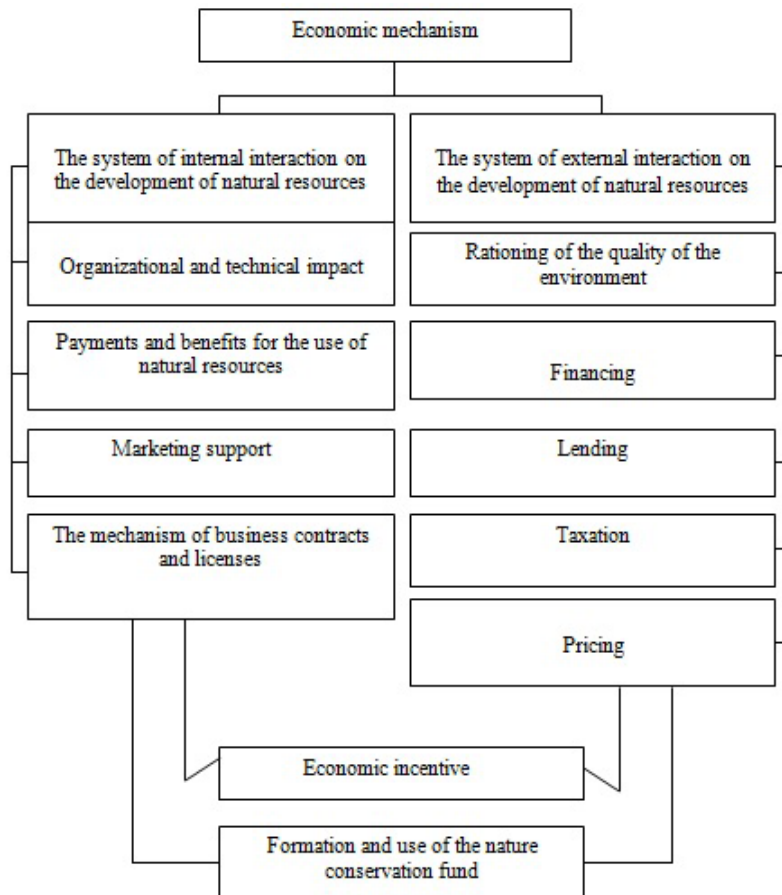 Economic mechanism
The system of internal interaction on
the development of natural resources
Organizational and technical impact
Payments and benefits for the use of
natural resources
Marketing support
The mechanism of business contracts
and licenses
The system of external interaction on
the development of natural resources
Rationing of the quality of the
environment
Financing
Lending
Taxation
Pricing
Economic incentive
Formation and use of the nature
conservation fund